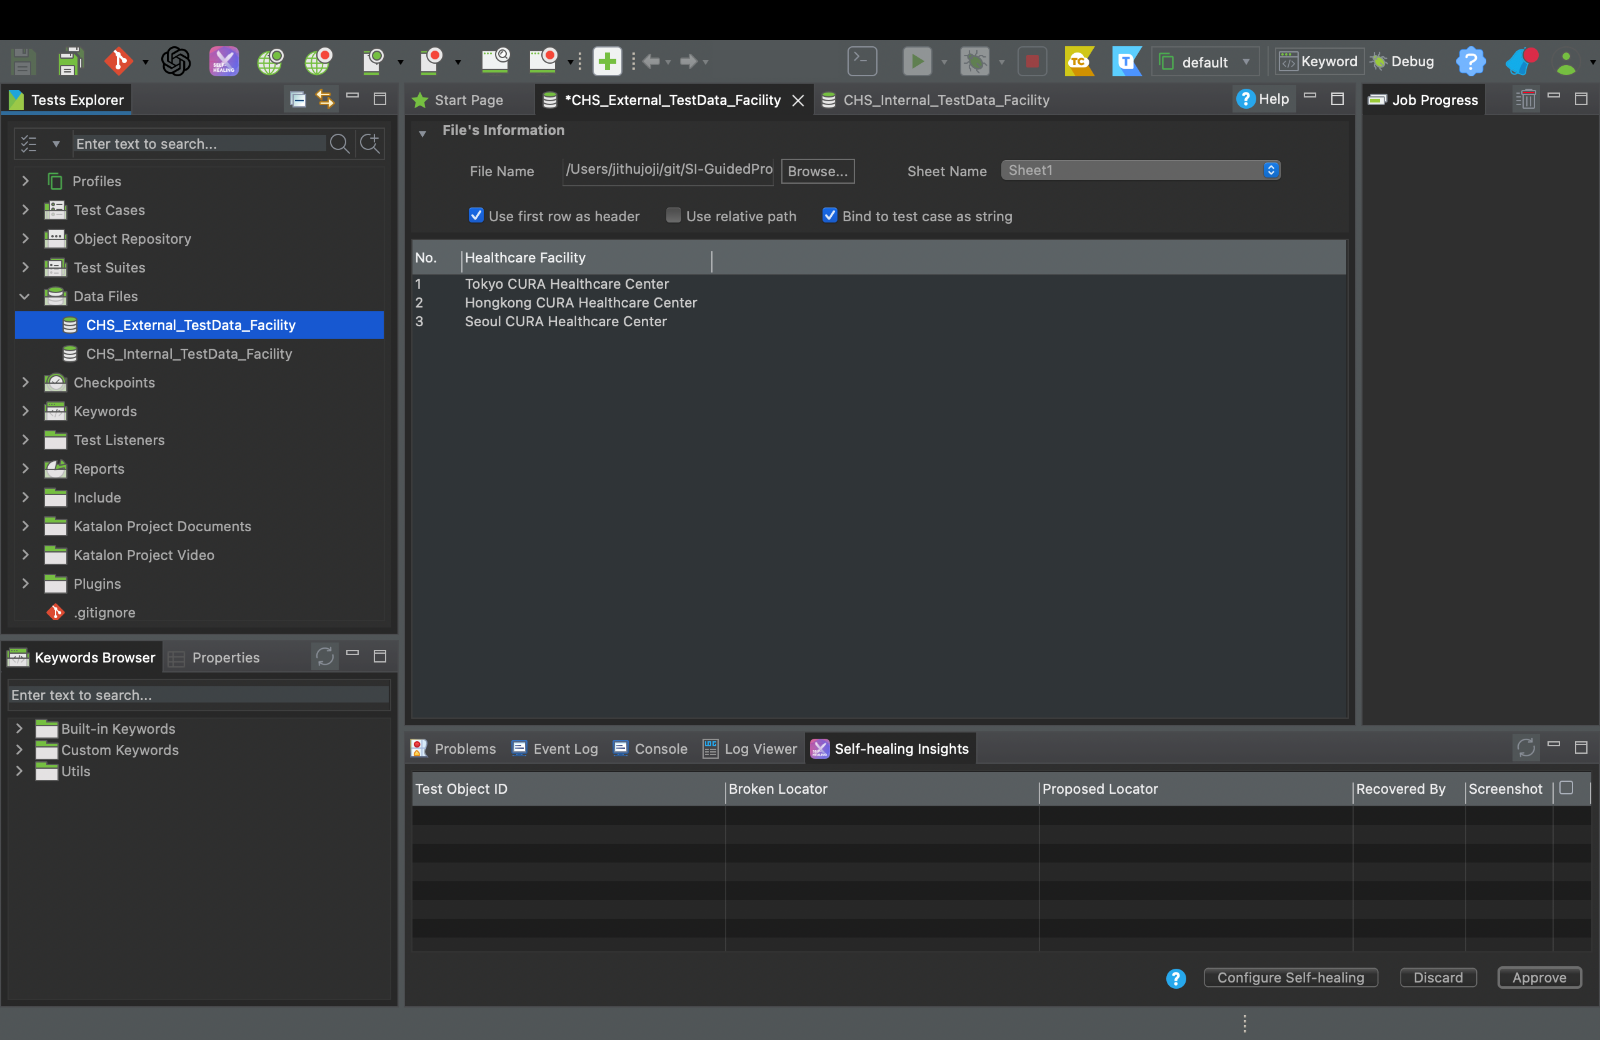 SELF HEALING
TC
T
default
Keyword
Debug
Tests Explorer
Start Page
*CHS_External_TestData_Facility
CHS_Internal_TestData_Facility
Help
Job Progress
Enter text to search...
Profiles
Test Cases
Object Repository
Test Suites
Data Files
CHS_External_TestData_Facility
CHS_Internal_TestData_Facility
Checkpoints
Keywords
Test Listeners
Reports
Include
Katalon Project Documents
Katalon Project Video
Plugins
.gitignore
File's Information
File Name /Users/jithujoji/git/SI-GuidedPro Browse... Sheet Name Sheet1
Use first row as header Use relative path Bind to test case as string
No. Healthcare Facility
1 Tokyo CURA Healthcare Center
2 Hongkong CURA Healthcare Center
3 Seoul CURA Healthcare Center
Keywords Browser Properties
Enter text to search...
Built-in Keywords
Custom Keywords
Utils
Problems Event Log Console Log Viewer Self-healing Insights
Test Object ID Broken Locator Proposed Locator Recovered By Screenshot
? Configure Self-healing Discard Approve